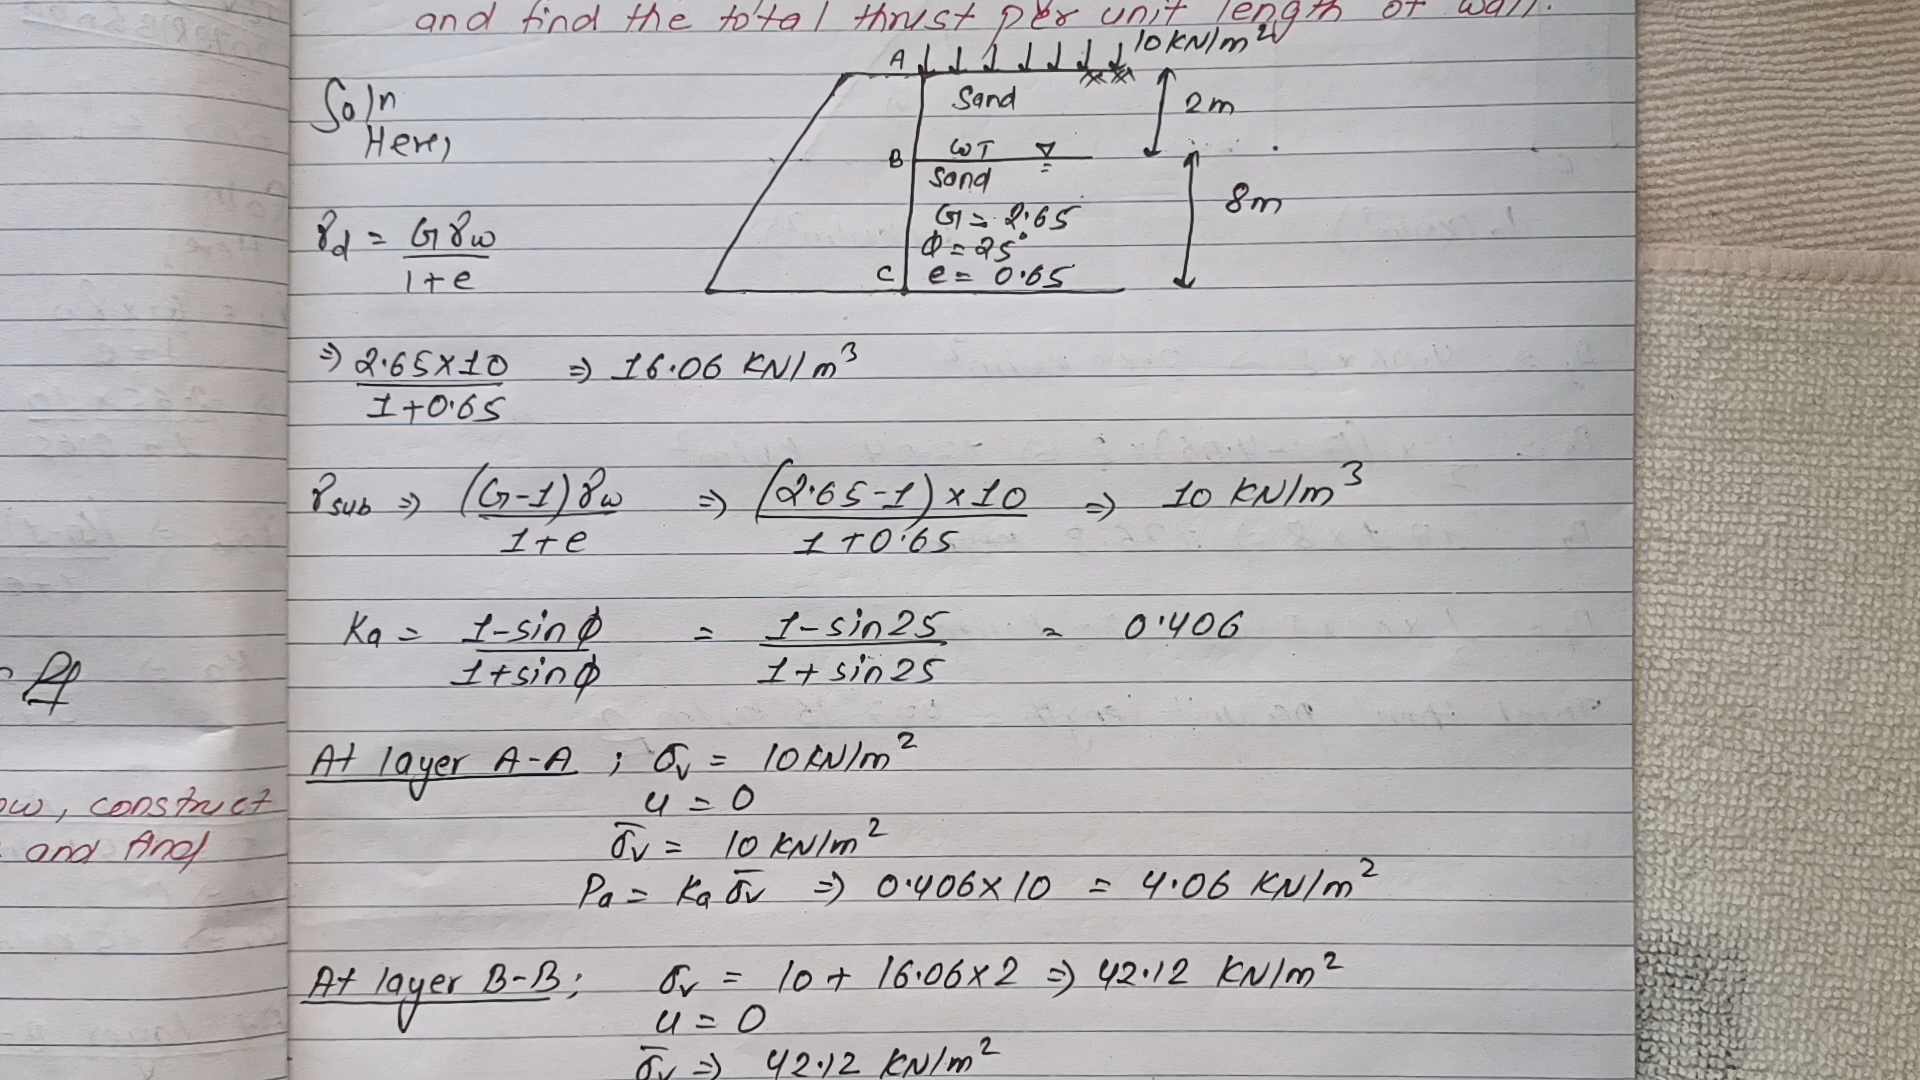 and find the total thrust per unit length of wall.
10 KN/m²
A
Sand
2m
Soln
Here,
B
WT
Sand
8m
G = 2.65
γd = Gγw / 1+e
φ = 25°
C
e = 0.65
⇒ 2.65×10 / 1+0.65 ⇒ 16.06 KN/m³
γsub ⇒ (G-1)γw / 1+e ⇒ (2.65-1)×10 / 1+0.65 ⇒ 10 KN/m³
Ka = 1-sinφ / 1+sinφ = 1-sin25 / 1+sin25 = 0.406
At layer A-A ; σv = 10 KN/m²
u = 0
σ̄v = 10 KN/m²
Pa = Ka σ̄v ⇒ 0.406×10 = 4.06 KN/m²
At layer B-B; σv = 10 + 16.06×2 ⇒ 42.12 KN/m²
u = 0
σ̄v ⇒ 42.12 KN/m²
ow, construct
and find